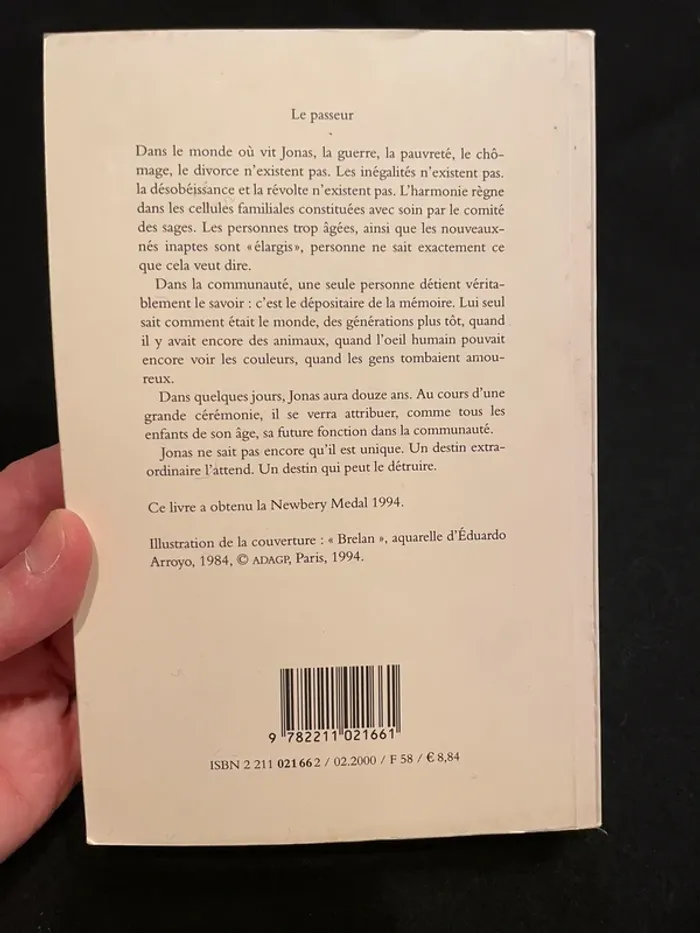 Le passeur
Dans le monde où vit Jonas, la guerre, la pauvreté, le chô-
mage, le divorce n'existent pas. Les inégalités n'existent pas.
la désobéissance et la révolte n'existent pas. L'harmonie règne
dans les cellules familiales constituées avec soin par le comité
des sages. Les personnes trop âgées, ainsi que les nouveaux-
nés inaptes sont « élargis », personne ne sait exactement ce
que cela veut dire.
Dans la communauté, une seule personne détient vérita-
blement le savoir : c'est le dépositaire de la mémoire. Lui seul
sait comment était le monde, des générations plus tôt, quand
il y avait encore des animaux, quand l'oeil humain pouvait
encore voir les couleurs, quand les gens tombaient amou-
reux.
Dans quelques jours, Jonas aura douze ans. Au cours d'une
grande cérémonie, il se verra attribuer, comme tous les
enfants de son âge, sa future fonction dans la communauté.
Jonas ne sait pas encore qu'il est unique. Un destin extra-
ordinaire l'attend. Un destin qui peut le détruire.
Ce livre a obtenu la Newbery Medal 1994.
Illustration de la couverture : « Brelan », aquarelle d'Éduardo
Arroyo, 1984, © ADAGP, Paris, 1994.
9 782211 021661
ISBN 2 211 021 66 2 / 02.2000 / F 58 / € 8,84